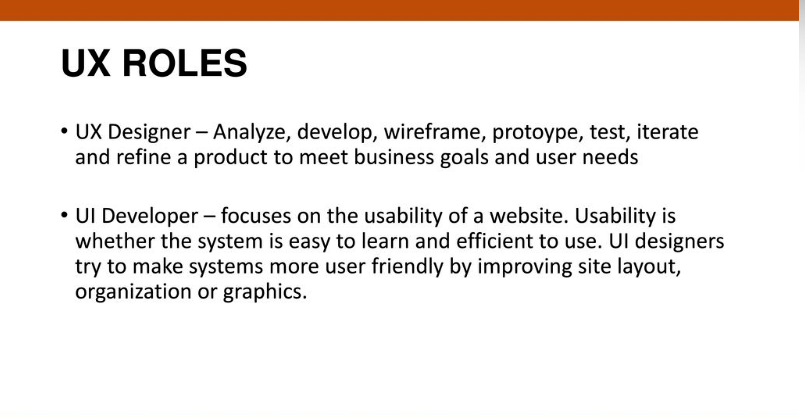 UX ROLES
• UX Designer – Analyze, develop, wireframe, protoype, test, iterate
and refine a product to meet business goals and user needs
• UI Developer – focuses on the usability of a website. Usability is
whether the system is easy to learn and efficient to use. UI designers
try to make systems more user friendly by improving site layout,
organization or graphics.